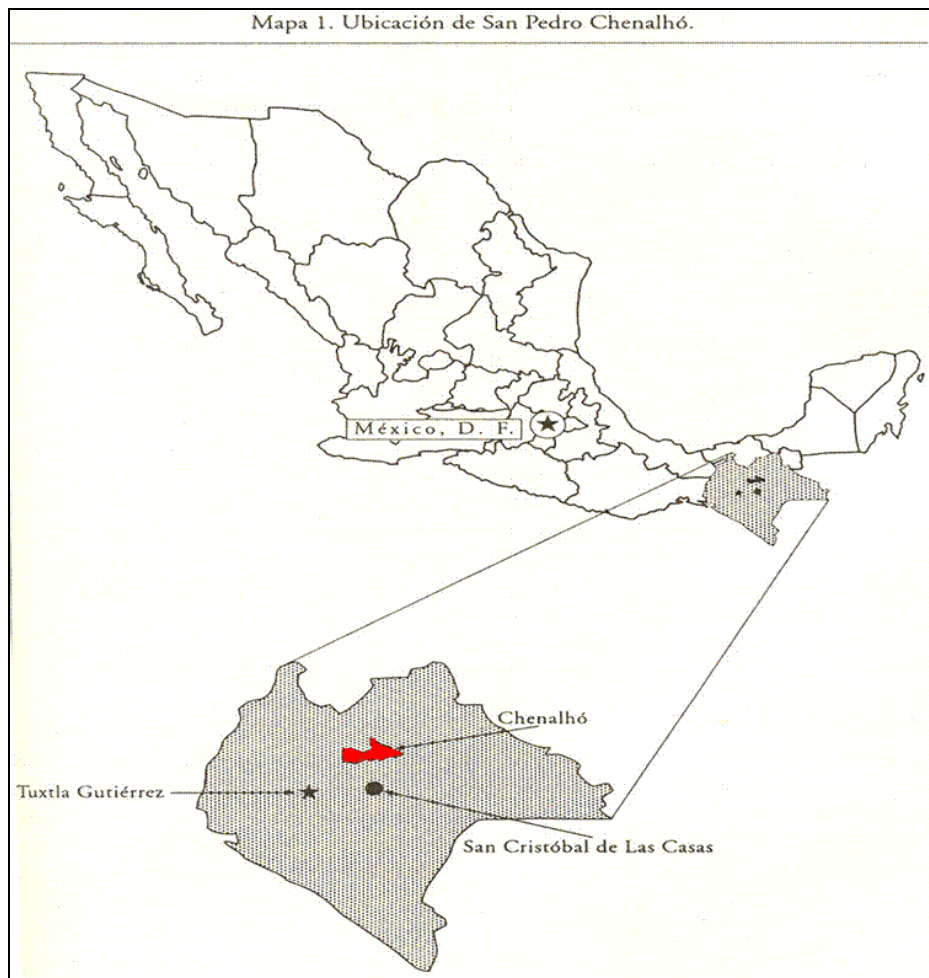 Mapa 1. Ubicación de San Pedro Chenalhó.
México, D. F.
Chenalhó
Tuxtla Gutiérrez
San Cristóbal de Las Casas